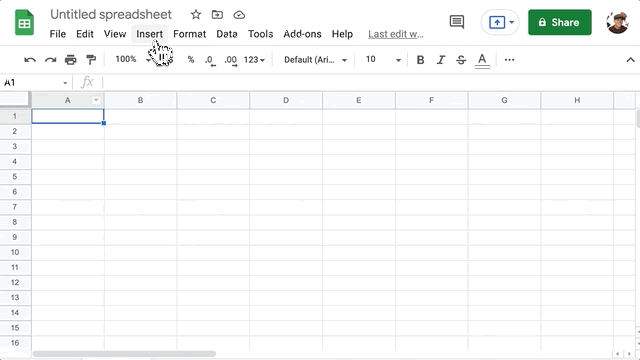 Untitled spreadsheet
File Edit View Insert Format Data Tools Add-ons Help Last edit w...
Share
100% % .0 .00 123 Default (Ari... 10 B I S A ...
A1 fx
A B C D E F G H
1
2
3
4
5
6
7
8
9
10
11
12
13
14
15
16